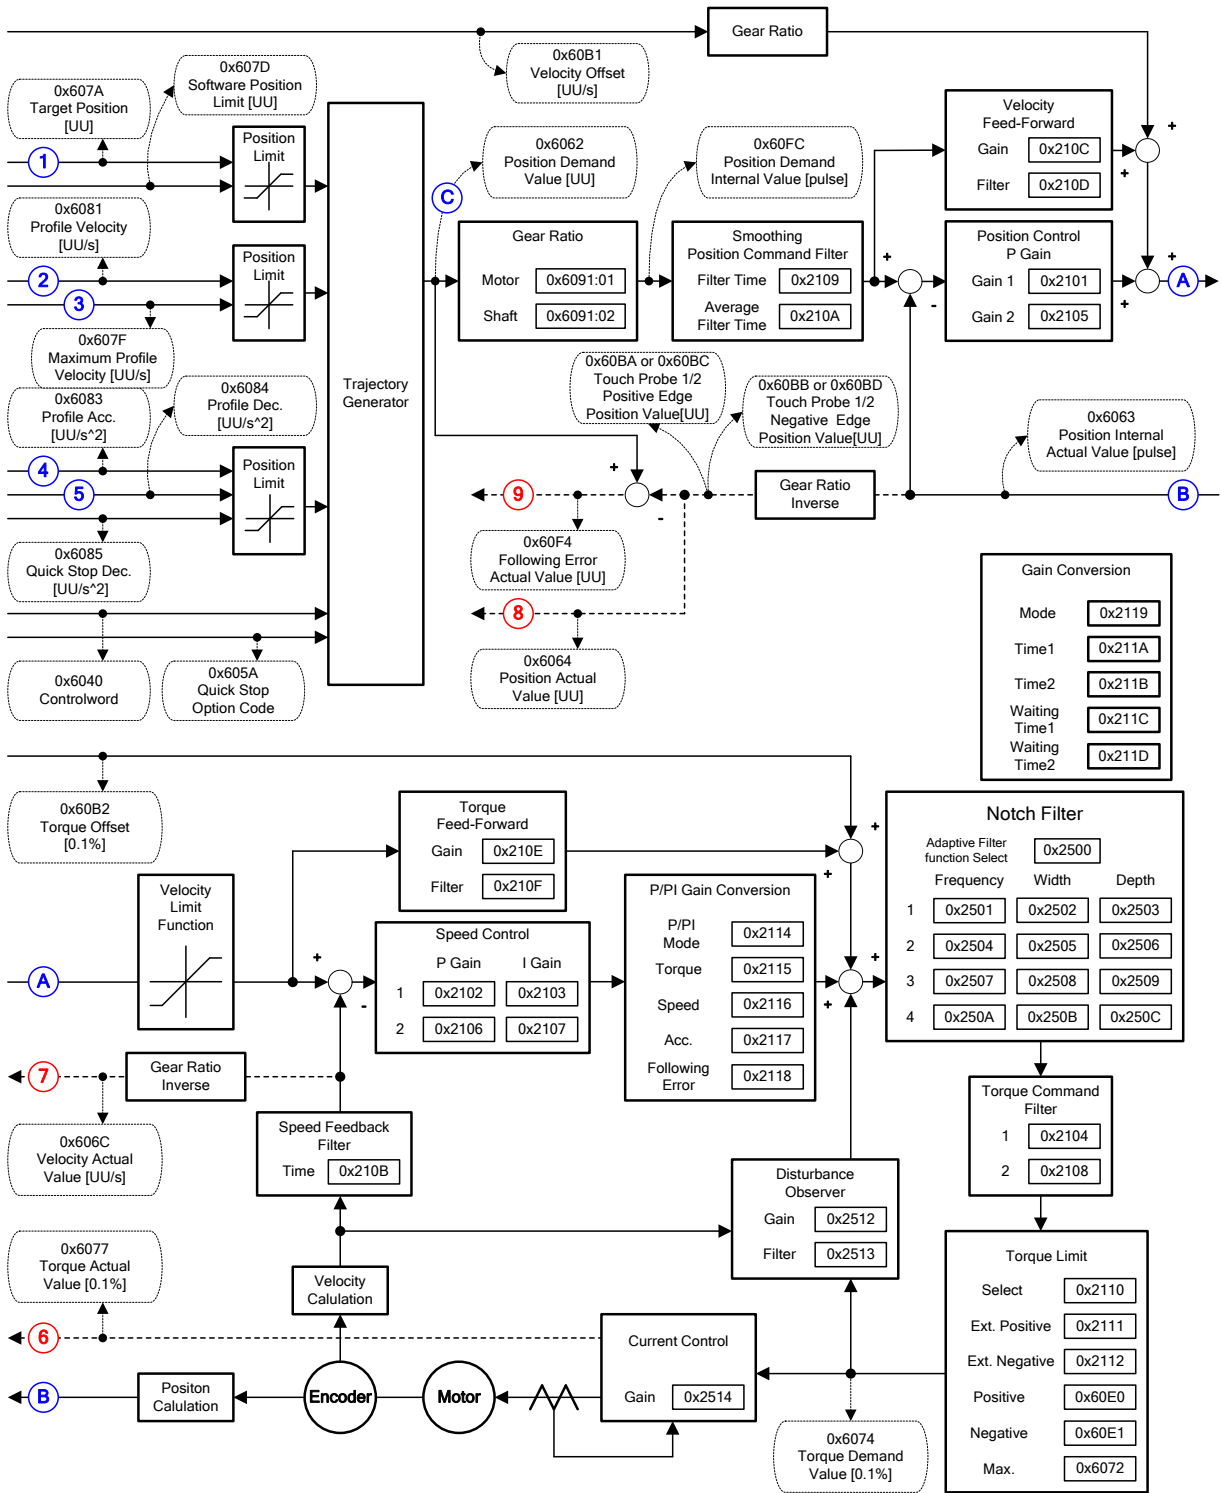 Gear Ratio
0x60B1
Velocity Offset
[UU/s]
0x607D
Software Position
Limit [UU]
0x607A
Target Position
[UU]
Position
Limit
1
0x6081
Profile Velocity
[UU/s]
Position
Limit
2
3
0x607F
Maximum Profile
Velocity [UU/s]
0x6083
Profile Acc.
[UU/s^2]
0x6084
Profile Dec.
[UU/s^2]
Position
Limit
4
5
0x6085
Quick Stop Dec.
[UU/s^2]
0x6040
Controlword
0x605A
Quick Stop
Option Code
Trajectory
Generator
0x6062
Position Demand
Value [UU]
C
0x60FC
Position Demand
Internal Value [pulse]
Gear Ratio
Motor 0x6091:01
Shaft 0x6091:02
Smoothing
Position Command Filter
Filter Time 0x2109
Average
Filter Time 0x210A
Velocity
Feed-Forward
Gain 0x210C
Filter 0x210D
+
+
Position Control
P Gain
Gain 1 0x2101
Gain 2 0x2105
+
-
+
+
A
0x60BA or 0x60BC
Touch Probe 1/2
Positive Edge
Position Value[UU]
0x60BB or 0x60BD
Touch Probe 1/2
Negative Edge
Position Value[UU]
0x6063
Position Internal
Actual Value [pulse]
Gear Ratio
Inverse
B
+
-
9
0x60F4
Following Error
Actual Value [UU]
8
0x6064
Position Actual
Value [UU]
Gain Conversion
Mode 0x2119
Time1 0x211A
Time2 0x211B
Waiting
Time1 0x211C
Waiting
Time2 0x211D
0x60B2
Torque Offset
[0.1%]
Torque
Feed-Forward
Gain 0x210E
Filter 0x210F
+
+
Velocity
Limit
Function
A
+
-
Speed Control
P Gain I Gain
1 0x2102 0x2103
2 0x2106 0x2107
P/PI Gain Conversion
P/PI
Mode 0x2114
Torque 0x2115
Speed 0x2116
Acc. 0x2117
Following
Error 0x2118
+
+
Notch Filter
Adaptive Filter
function Select 0x2500
Frequency Width Depth
1 0x2501 0x2502 0x2503
2 0x2504 0x2505 0x2506
3 0x2507 0x2508 0x2509
4 0x250A 0x250B 0x250C
7
Gear Ratio
Inverse
0x606C
Velocity Actual
Value [UU/s]
Speed Feedback
Filter
Time 0x210B
Torque Command
Filter
1 0x2104
2 0x2108
Disturbance
Observer
Gain 0x2512
Filter 0x2513
0x6077
Torque Actual
Value [0.1%]
Velocity
Calulation
6
Current Control
Gain 0x2514
Torque Limit
Select 0x2110
Ext. Positive 0x2111
Ext. Negative 0x2112
Positive 0x60E0
Negative 0x60E1
Max. 0x6072
B
Positon
Calulation
Encoder
Motor
0x6074
Torque Demand
Value [0.1%]